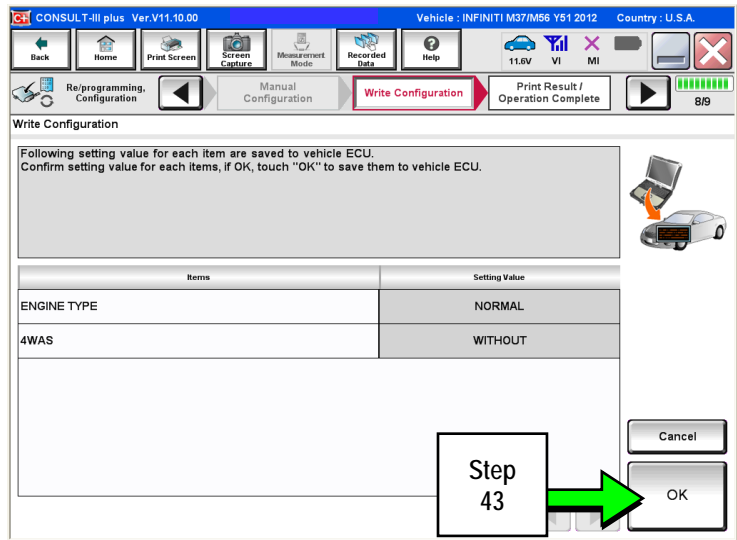 C+ CONSULT-III plus Ver.V11.10.00 Vehicle : INFINITI M37/M56 Y51 2012 Country : U.S.A.
Back
Home
Print Screen
Screen
Capture
Measurement
Mode
Recorded
Data
Help
11.6V
VI
MI
Re/programming,
Configuration
Manual
Configuration
Write Configuration
Print Result /
Operation Complete
8/9
Write Configuration
Following setting value for each item are saved to vehicle ECU.
Confirm setting value for each items, if OK, touch "OK" to save them to vehicle ECU.
Items Setting Value
ENGINE TYPE NORMAL
4WAS WITHOUT
Cancel
Step
43
OK